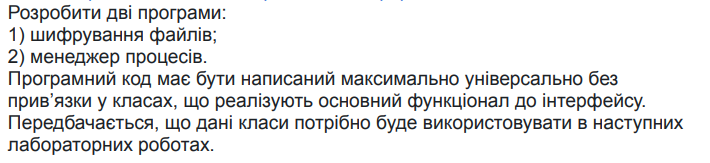 Розробити дві програми:
1) шифрування файлів;
2) менеджер процесів.
Програмний код має бути написаний максимально універсально без
прив’язки у класах, що реалізують основний функціонал до інтерфейсу.
Передбачається, що дані класи потрібно буде використовувати в наступних
лабораторних роботах.